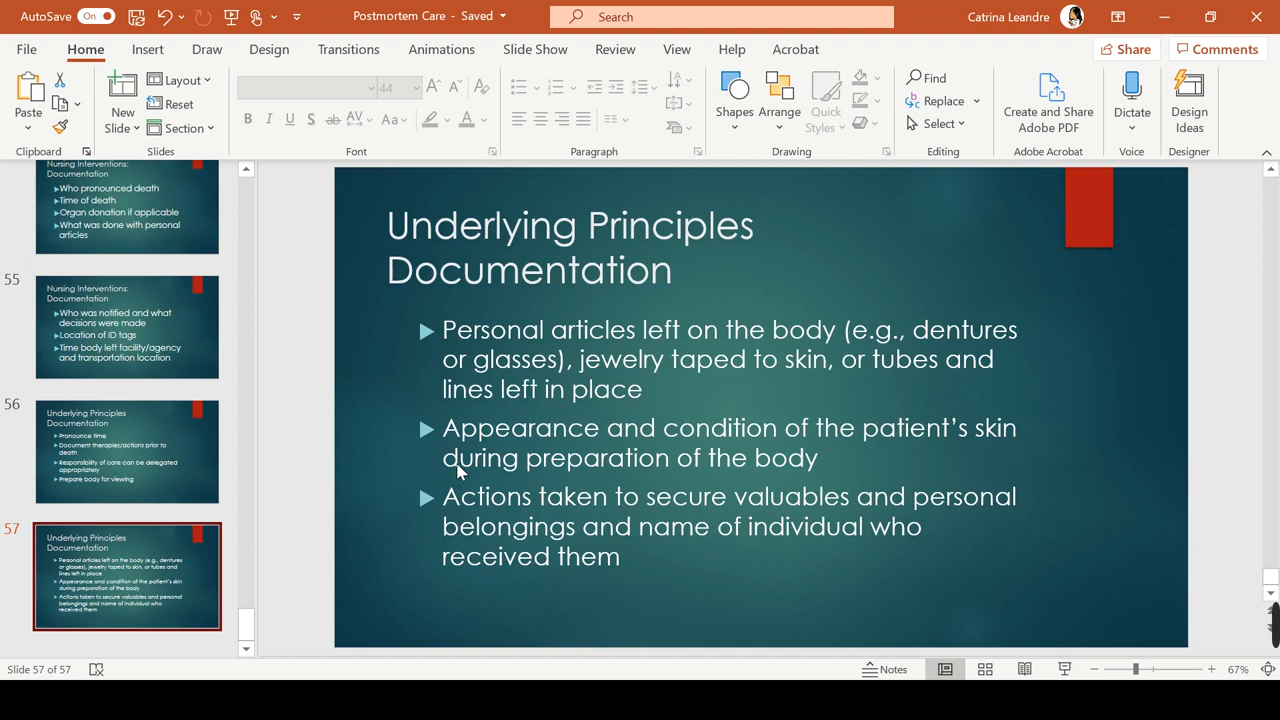 AutoSave On Postmortem Care - Saved Search Catrina Leandre
File Home Insert Draw Design Transitions Animations Slide Show Review View Help Acrobat Share Comments
Paste
New Slide
Layout
Reset
Section
44
B I U S ab AV Aa A
Shapes Arrange Quick Styles
Find
Replace
Select
Create and Share Adobe PDF
Dictate
Design Ideas
Clipboard Slides Font Paragraph Drawing Editing Adobe Acrobat Voice Designer
Nursing Interventions:
Documentation
Who pronounced death
Time of death
Organ donation if applicable
What was done with personal
articles
55
Nursing Interventions:
Documentation
Who was notified and what
decisions were made
Location of ID tags
Time body left facility/agency
and transportation location
56
Underlying Principles
Documentation
Pronounce time
Document therapies/actions prior to
death
Responsibility of care can be delegated
appropriately
Prepare body for viewing
57
Underlying Principles
Documentation
Personal articles left on the body (e.g., dentures
or glasses), jewelry taped to skin, or tubes and
lines left in place
Appearance and condition of the patient's skin
during preparation of the body
Actions taken to secure valuables and personal
belongings and name of individual who
received them
Underlying Principles
Documentation
Personal articles left on the body (e.g., dentures
or glasses), jewelry taped to skin, or tubes and
lines left in place
Appearance and condition of the patient's skin
during preparation of the body
Actions taken to secure valuables and personal
belongings and name of individual who
received them
Slide 57 of 57 Notes 67%